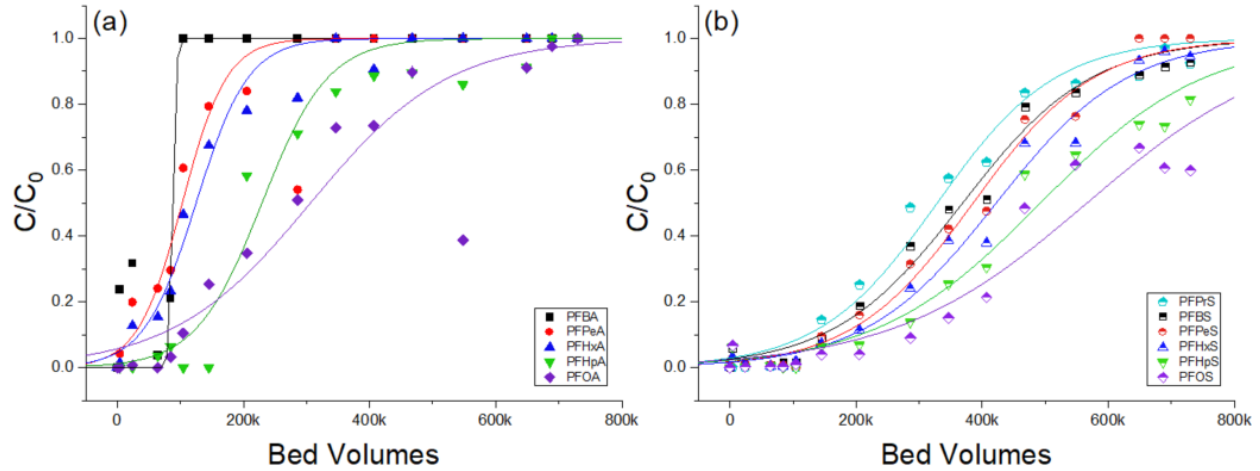 (a)
C/C0
1.0
0.8
0.6
0.4
0.2
0.0
PFBA
PFPeA
PFHxA
PFHpA
PFOA
0 200k 400k 600k 800k
Bed Volumes
(b)
C/C0
1.0
0.8
0.6
0.4
0.2
0.0
PFPrS
PFBS
PFPeS
PFHxS
PFHpS
PFOS
0 200k 400k 600k 800k
Bed Volumes